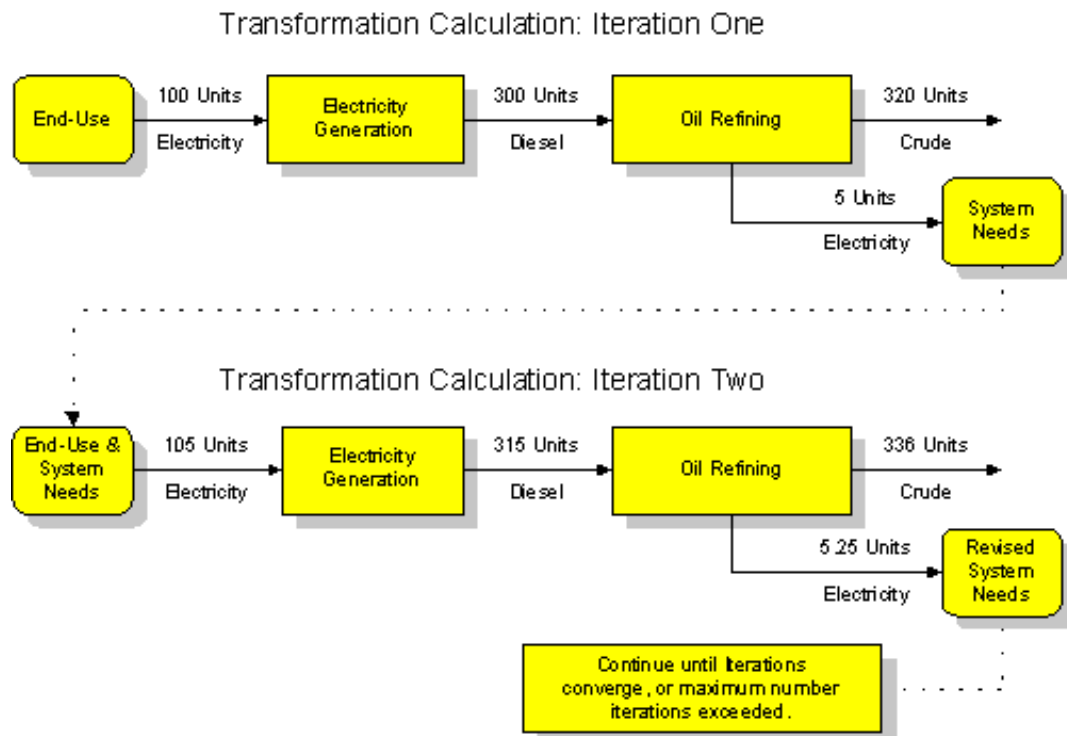 Transformation Calculation: Iteration One
End-Use
100 Units
Electricity
Electricity
Generation
300 Units
Diesel
Oil Refining
320 Units
Crude
5 Units
Electricity
System
Needs
Transformation Calculation: Iteration Two
End-Use &
System
Needs
105 Units
Electricity
Electricity
Generation
315 Units
Diesel
Oil Refining
336 Units
Crude
5.25 Units
Electricity
Revised
System
Needs
Continue until iterations
converge, or maximum number
iterations exceeded.